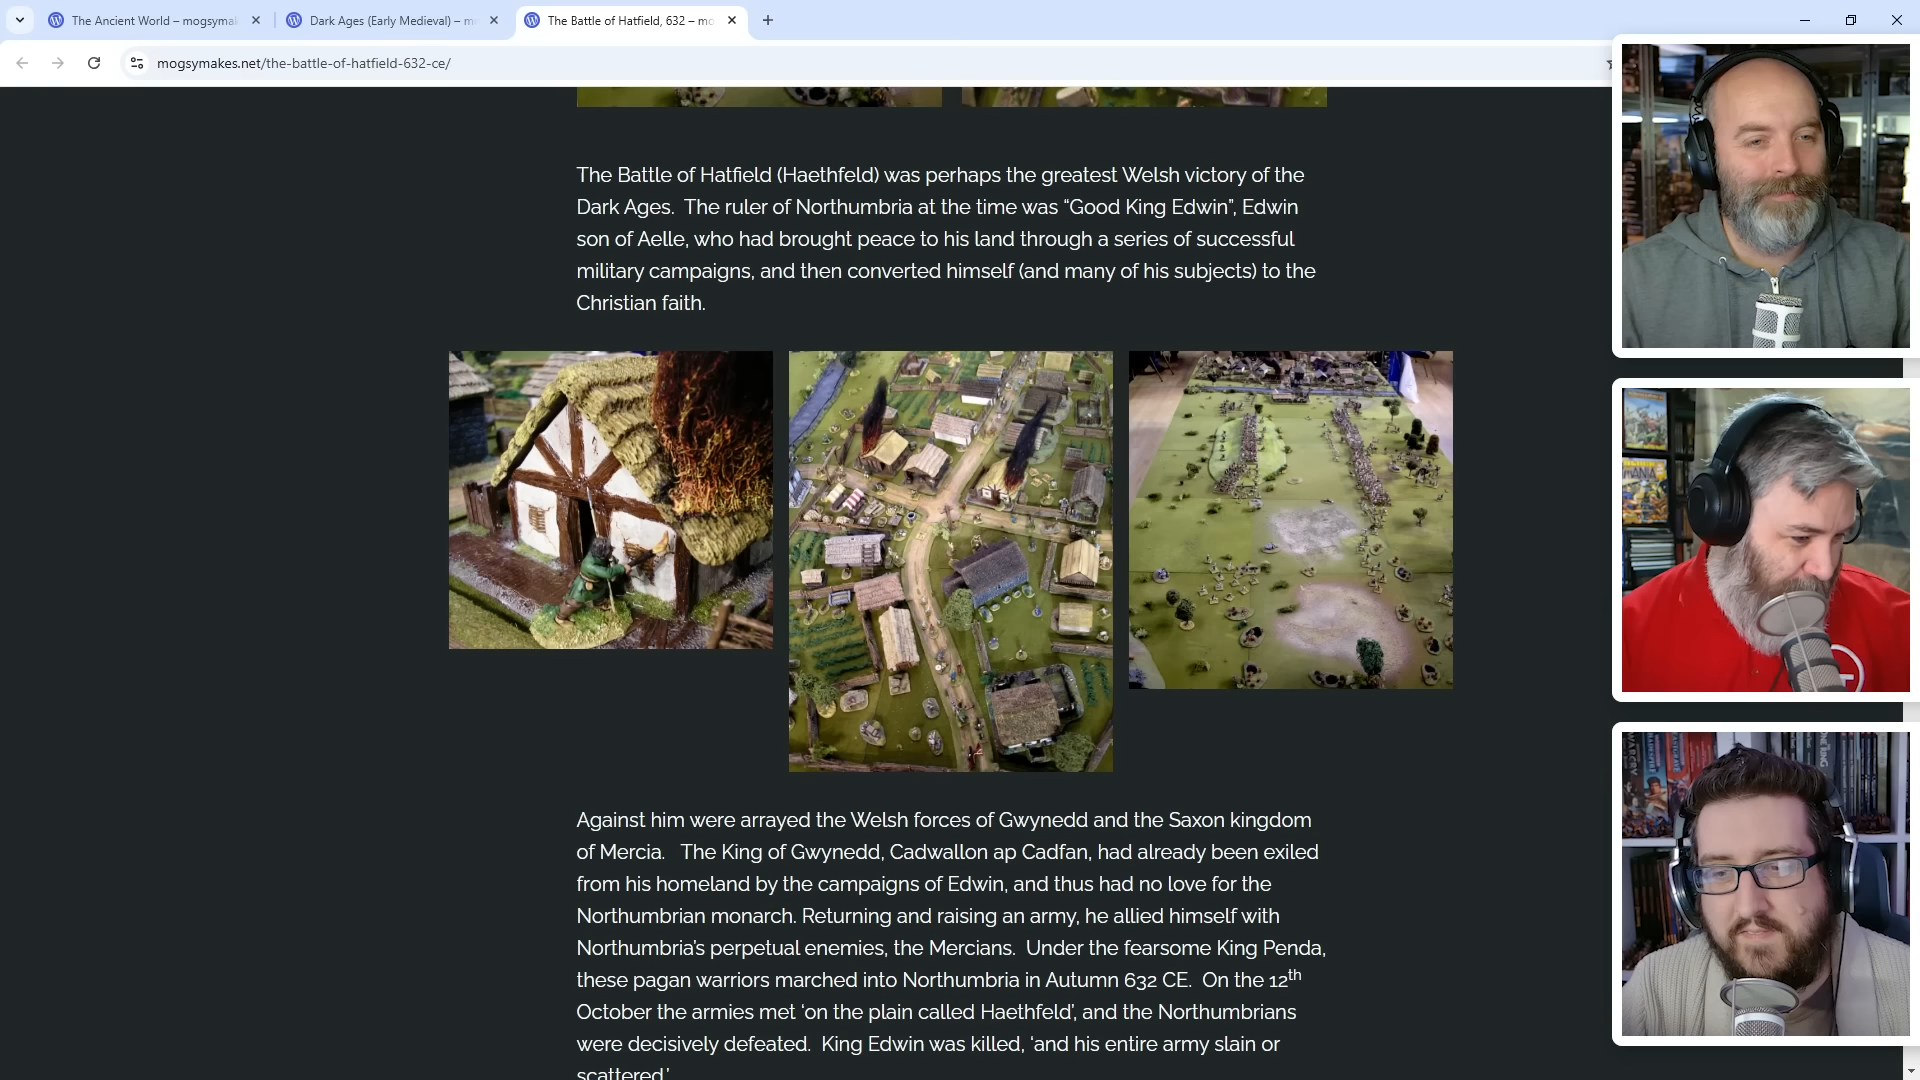 The Ancient World – mogsyma
Dark Ages (Early Medieval) – m
The Battle of Hatfield, 632 – mo
mogsymakes.net/the-battle-of-hatfield-632-ce/
The Battle of Hatfield (Haethfeld) was perhaps the greatest Welsh victory of the
Dark Ages. The ruler of Northumbria at the time was “Good King Edwin”, Edwin
son of Aelle, who had brought peace to his land through a series of successful
military campaigns, and then converted himself (and many of his subjects) to the
Christian faith.
Against him were arrayed the Welsh forces of Gwynedd and the Saxon kingdom
of Mercia. The King of Gwynedd, Cadwallon ap Cadfan, had already been exiled
from his homeland by the campaigns of Edwin, and thus had no love for the
Northumbrian monarch. Returning and raising an army, he allied himself with
Northumbria’s perpetual enemies, the Mercians. Under the fearsome King Penda,
these pagan warriors marched into Northumbria in Autumn 632 CE. On the 12th
October the armies met ‘on the plain called Haethfeld’, and the Northumbrians
were decisively defeated. King Edwin was killed, ‘and his entire army slain or
scattered.’